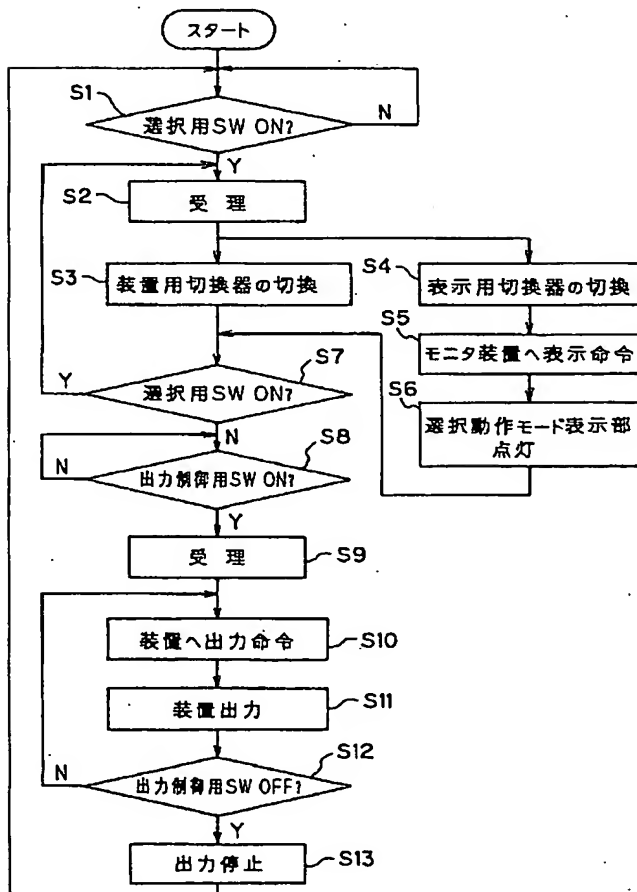 スタート
S1
選択用SW ON?
N
Y
S2
受理
S3
装置用切換器の切換
S4
表示用切換器の切換
S5
モニタ装置へ表示命令
S6
選択動作モード表示部
点灯
S7
選択用SW ON?
Y
N
S8
出力制御用SW ON?
N
Y
受理
S9
装置へ出力命令
S10
装置出力
S11
S12
出力制御用SW OFF?
N
Y
出力停止
S13